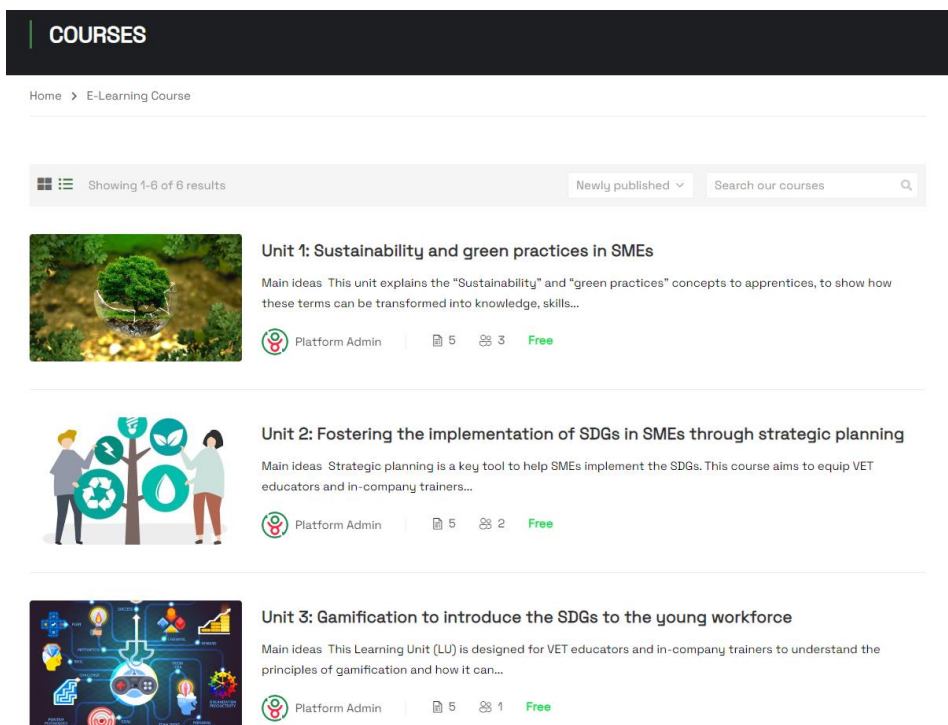 COURSES
Home > E-Learning Course
Showing 1-6 of 6 results
Newly published
Search our courses
Unit 1: Sustainability and green practices in SMEs
Main ideas This unit explains the “Sustainability” and “green practices” concepts to apprentices, to show how
these terms can be transformed into knowledge, skills...
Platform Admin 5 3 Free
Unit 2: Fostering the implementation of SDGs in SMEs through strategic planning
Main ideas Strategic planning is a key tool to help SMEs implement the SDGs. This course aims to equip VET
educators and in-company trainers...
Platform Admin 5 2 Free
Unit 3: Gamification to introduce the SDGs to the young workforce
Main ideas This Learning Unit (LU) is designed for VET educators and in-company trainers to understand the
principles of gamification and how it can...
Platform Admin 5 1 Free